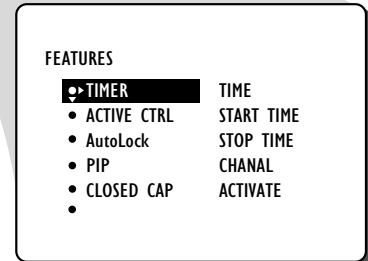 FEATURES
TIMER TIME
ACTIVE CTRL START TIME
AutoLock STOP TIME
PIP CHANAL
CLOSED CAP ACTIVATE